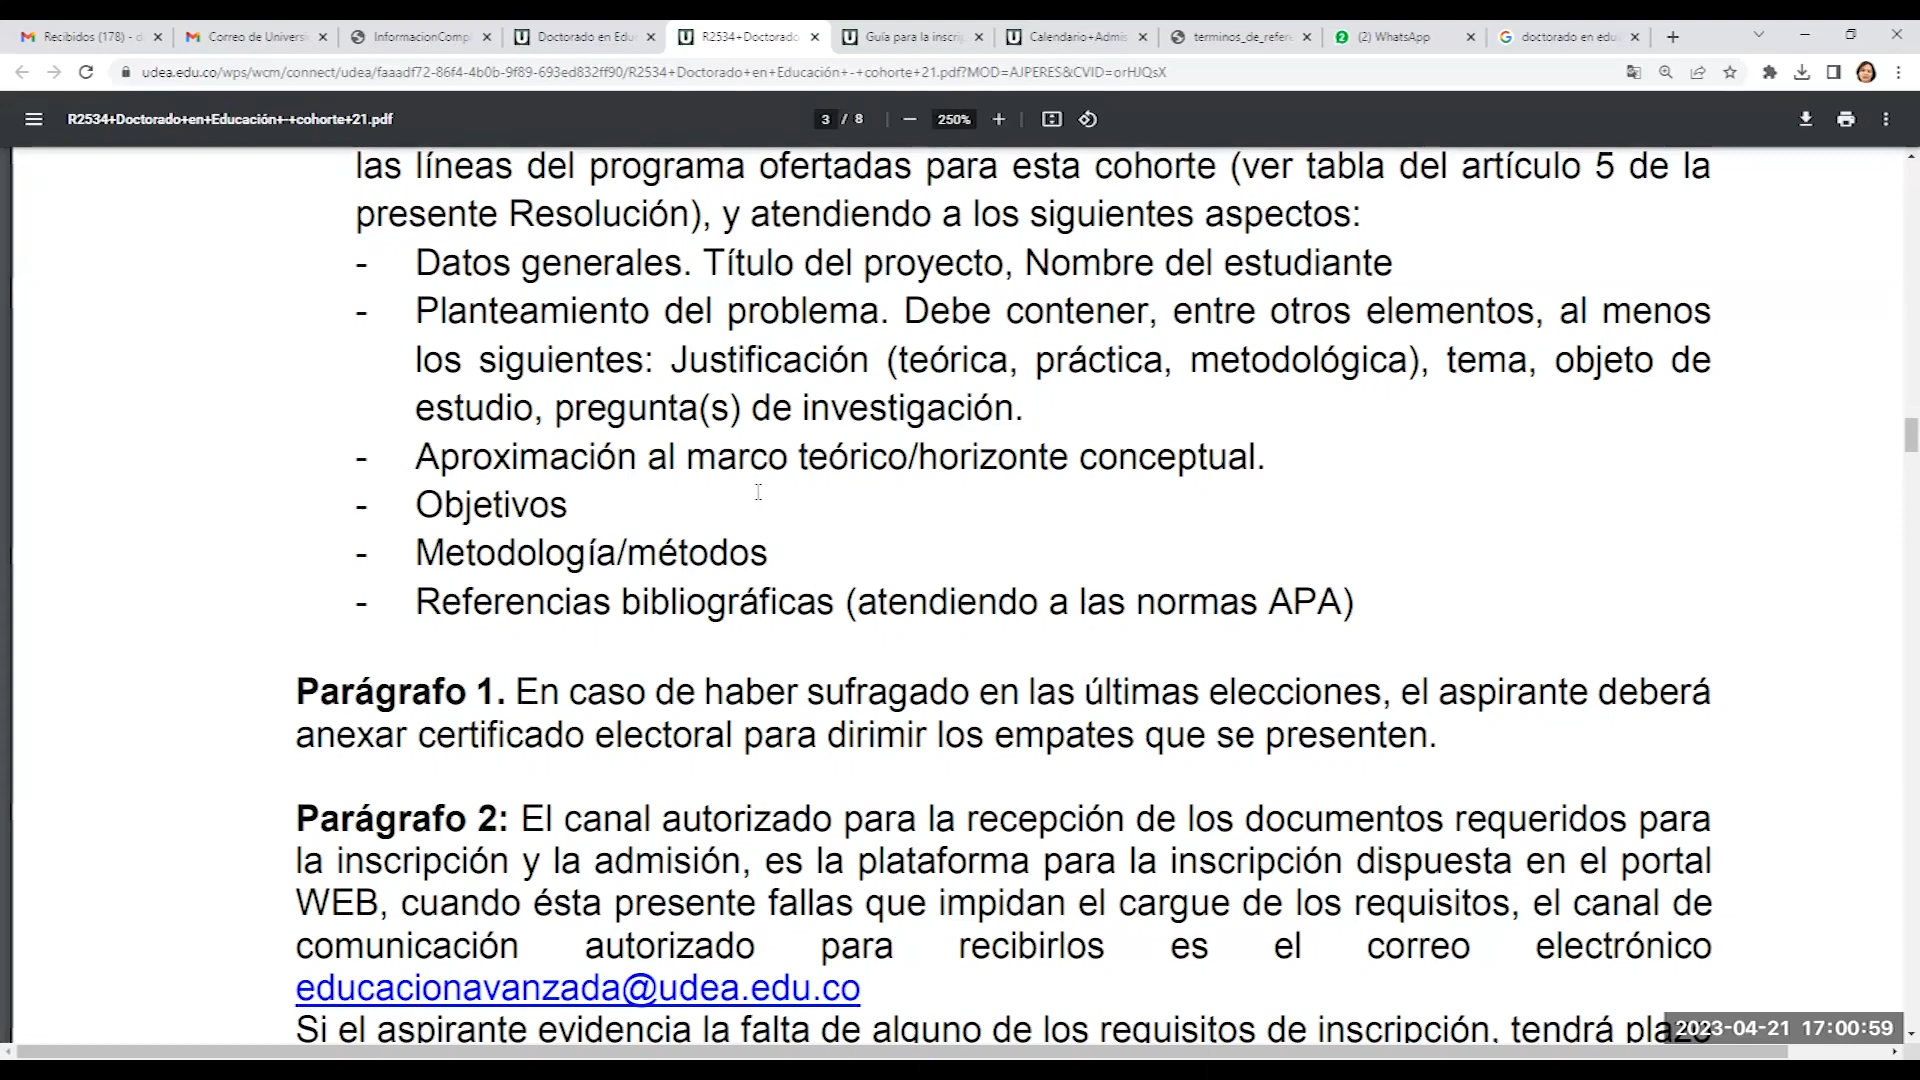 Recibidos (178) - d
Correo de Universi
InformacionCompl
Doctorado en Edu
R2534+Doctorado
Guía para la inscrip
Calendario+Admis
terminos_de_refer
(2) WhatsApp
doctorado en edu
udea.edu.co/wps/wcm/connect/udea/faaadf72-86f4-4b0b-9f89-693ed832ff90/R2534+Doctorado+en+Educación+-+cohorte+21.pdf?MOD=AJPERES&CVID=orHJQsX
R2534+Doctorado+en+Educación+-+cohorte+21.pdf
3 / 8
250%
las líneas del programa ofertadas para esta cohorte (ver tabla del artículo 5 de la
presente Resolución), y atendiendo a los siguientes aspectos:
- Datos generales. Título del proyecto, Nombre del estudiante
- Planteamiento del problema. Debe contener, entre otros elementos, al menos
los siguientes: Justificación (teórica, práctica, metodológica), tema, objeto de
estudio, pregunta(s) de investigación.
- Aproximación al marco teórico/horizonte conceptual.
- Objetivos
- Metodología/métodos
- Referencias bibliográficas (atendiendo a las normas APA)
Parágrafo 1. En caso de haber sufragado en las últimas elecciones, el aspirante deberá
anexar certificado electoral para dirimir los empates que se presenten.
Parágrafo 2: El canal autorizado para la recepción de los documentos requeridos para
la inscripción y la admisión, es la plataforma para la inscripción dispuesta en el portal
WEB, cuando ésta presente fallas que impidan el cargue de los requisitos, el canal de
comunicación autorizado para recibirlos es el correo electrónico
educacionavanzada@udea.edu.co
Si el aspirante evidencia la falta de alguno de los requisitos de inscripción, tendrá plazo
2023-04-21 17:00:59